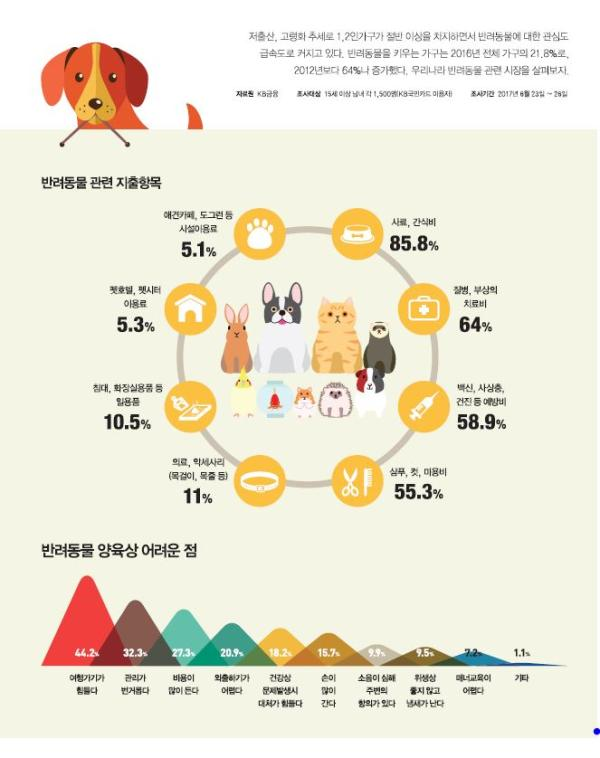 저출산, 고령화 추세로 1,2인가구가 절반 이상을 차지하면서 반려동물에 대한 관심도
급속도로 커지고 있다. 반려동물을 키우는 가구는 2016년 전체 가구의 21.8%로,
2012년보다 64%나 증가했다. 우리나라 반려동물 관련 시장을 살펴보자.
자료원 KB금융 조사대상 15세 이상 남녀 각 1,500명(KB국민카드 이용자) 조사기간 2017년 6월 23일 ~ 26일
반려동물 관련 지출항목
애견카페, 도그런 등
시설이용료
5.1%
사료, 간식비
85.8%
펫호텔, 펫시터
이용료
5.3%
질병, 부상의
치료비
64%
침대, 화장실용품 등
일용품
10.5%
백신, 사상충,
건진 등 예방비
58.9%
의료, 악세사리
(목걸이, 목줄 등)
11%
샴푸, 컷, 미용비
55.3%
반려동물 양육상 어려운 점
44.2% 32.3% 27.3% 20.9% 18.2% 15.7% 9.9% 9.5% 7.2% 1.1%
여행가기가
힘들다
관리가
번거롭다
비용이
많이 든다
외출하기가
어렵다
건강상
문제발생시
대처가 힘들다
손이
많이
간다
소음이 심해
주변의
항의가 있다
위생상
좋지 않고
냄새가 난다
매너교육이
어렵다
기타